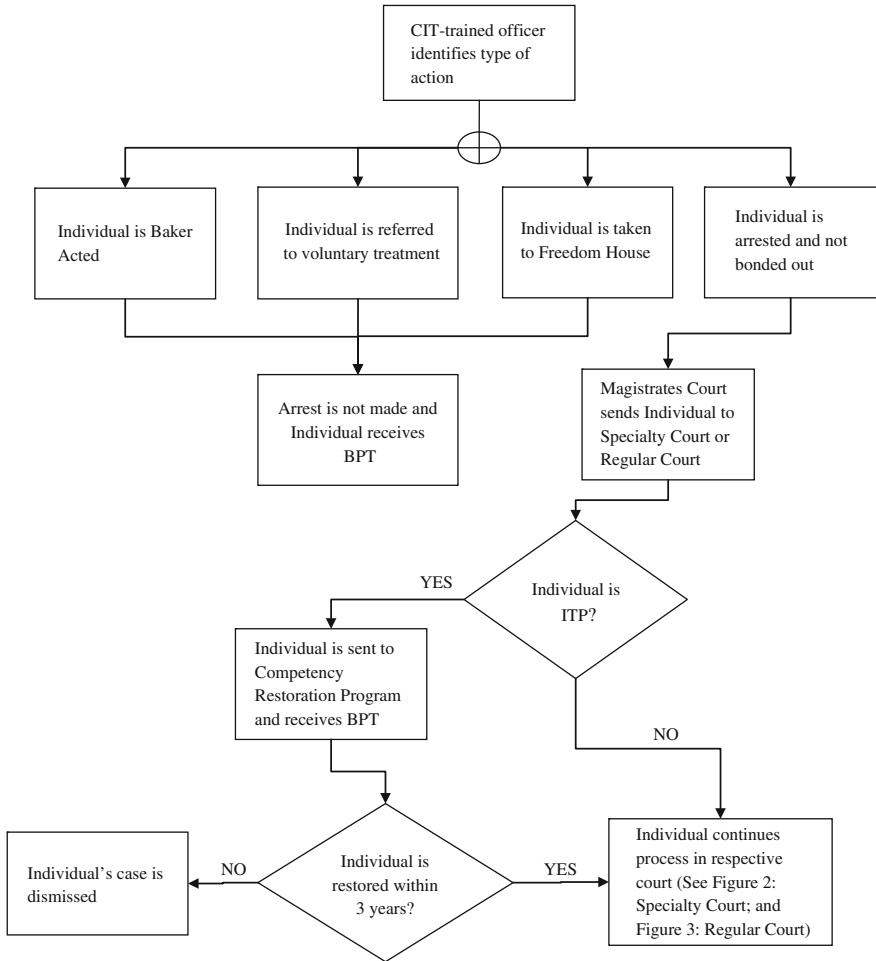 CIT-trained officer
identifies type of
action
Individual is Baker
Acted
Individual is referred
to voluntary treatment
Individual is taken
to Freedom House
Individual is
arrested and not
bonded out
Arrest is not made and
Individual receives
BPT
Magistrates Court
sends Individual to
Specialty Court or
Regular Court
Individual is
ITP?
YES
Individual is sent to
Competency
Restoration Program
and receives BPT
NO
Individual is
restored within
3 years?
NO
Individual’s case is
dismissed
YES
Individual continues
process in respective
court (See Figure 2:
Specialty Court; and
Figure 3: Regular Court)